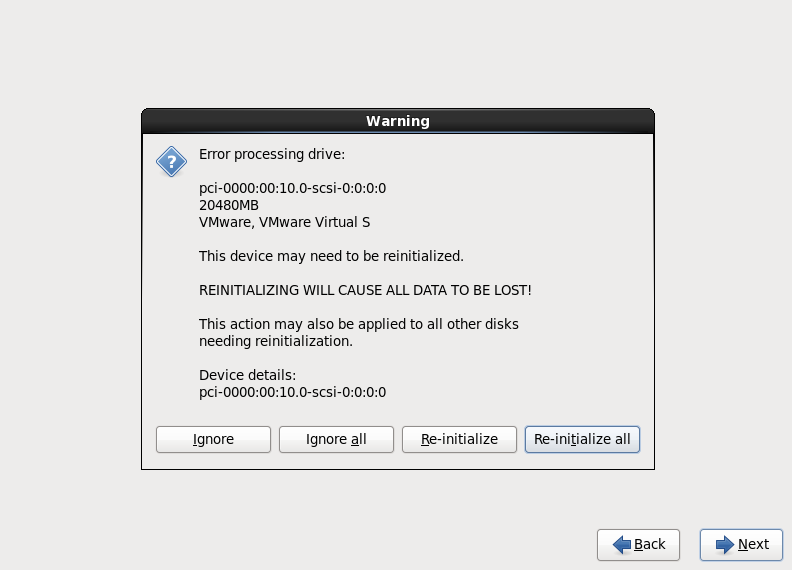 Warning
Error processing drive:
pci-0000:00:10.0-scsi-0:0:0:0
20480MB
VMware, VMware Virtual S
This device may need to be reinitialized.
REINITIALIZING WILL CAUSE ALL DATA TO BE LOST!
This action may also be applied to all other disks
needing reinitialization.
Device details:
pci-0000:00:10.0-scsi-0:0:0:0
Ignore
Ignore all
Re-initialize
Re-initialize all
Back
Next